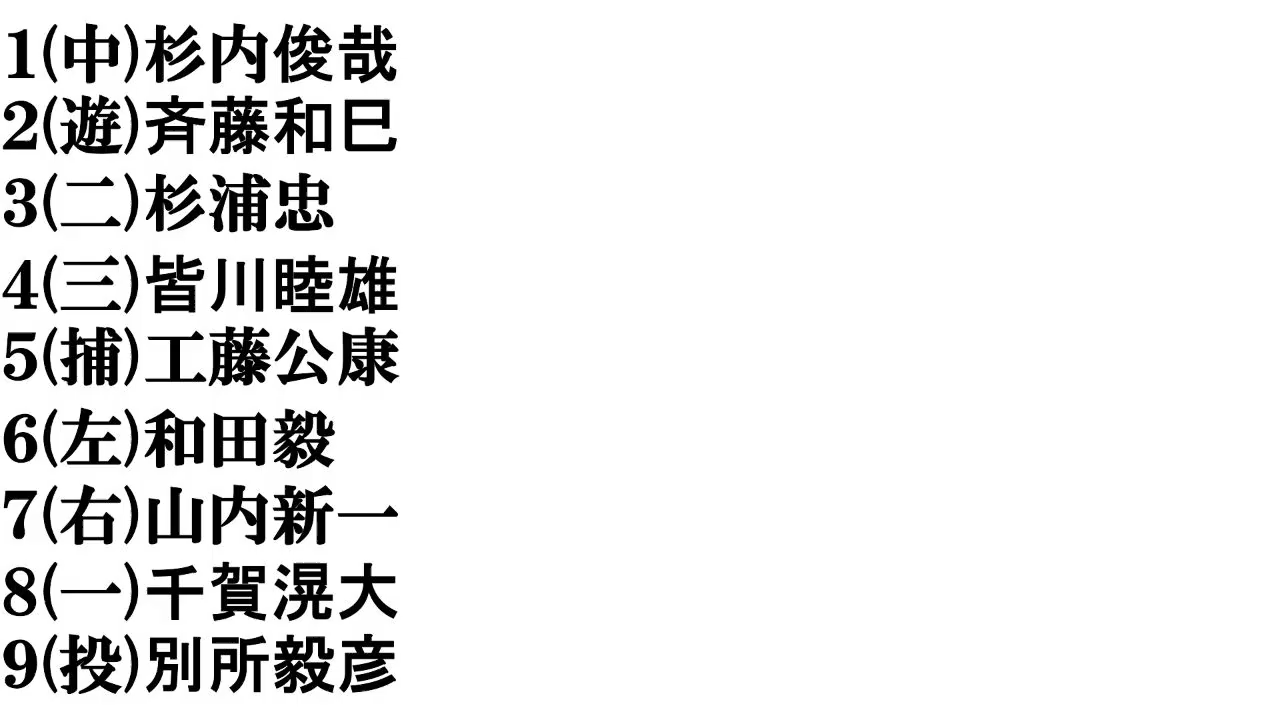 1(中)杉内俊哉
2(遊)斉藤和巳
3(二)杉浦忠
4(三)皆川睦雄
5(捕)工藤公康
6(左)和田毅
7(右)山内新一
8(一)千賀滉大
9(投)別所毅彦